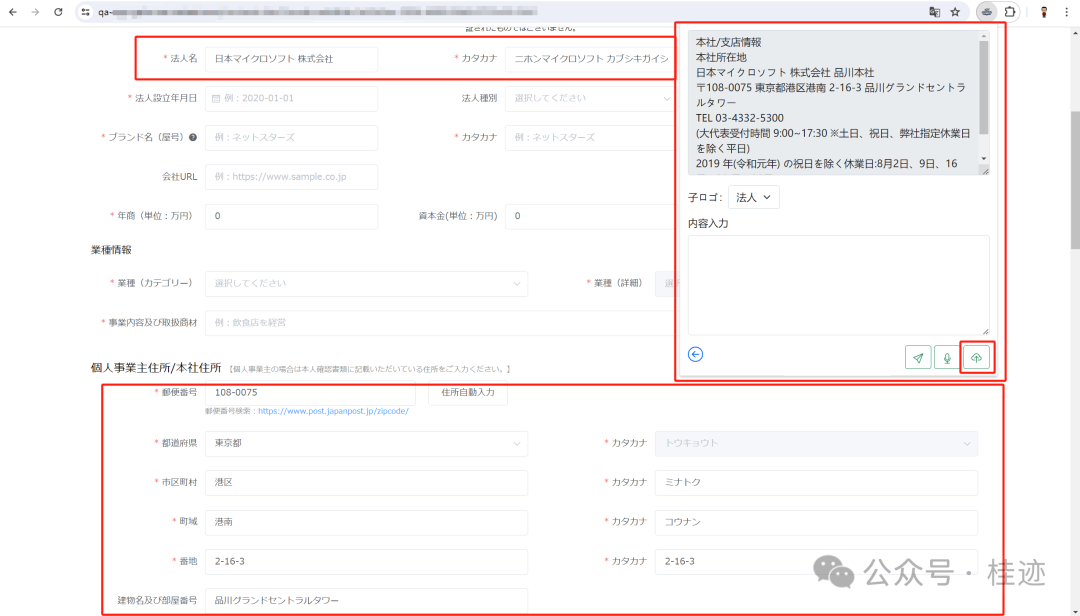 qa-
証されたものではございません。
* 法人名 日本マイクロソフト 株式会社 * カタカナ ニホンマイクロソフト カブシキガイシ
* 法人設立年月日 例：2020-01-01 法人種別 選択してください
* ブランド名（屋号） ? 例：ネットスターズ * カタカナ 例：ネットスターズ
会社URL 例：https://www.sample.co.jp
* 年商（単位：万円） 0 資本金(単位：万円) 0
業種情報
* 業種（カテゴリー） 選択してください * 業種（詳細） 選
* 事業内容及び取扱商材 例：飲食店を経営
個人事業主住所/本社住所 【個人事業主の場合は本人確認書類に記載いただいている住所をご入力ください。】
* 郵便番号 108-0075 住所自動入力
郵便番号検索：https://www.post.japanpost.jp/zipcode/
* 都道府県 東京都 * カタカナ トウキョウト
* 市区町村 港区 * カタカナ ミナトク
* 町域 港南 * カタカナ コウナン
* 番地 2-16-3 * カタカナ 2-16-3
建物名及び部屋番号 品川グランドセントラルタワー
本社/支店情報
本社所在地
日本マイクロソフト 株式会社 品川本社
〒108-0075 東京都港区港南 2-16-3 品川グランドセントラ
ルタワー
TEL 03-4332-5300
(大代表受付時間 9:00~17:30 ※土日、祝日、弊社指定休業日
を除く平日)
2019 年(令和元年) の祝日を除く休業日:8月2日、9日、16
子ロゴ： 法人
内容入力
公众号 · 桂迹